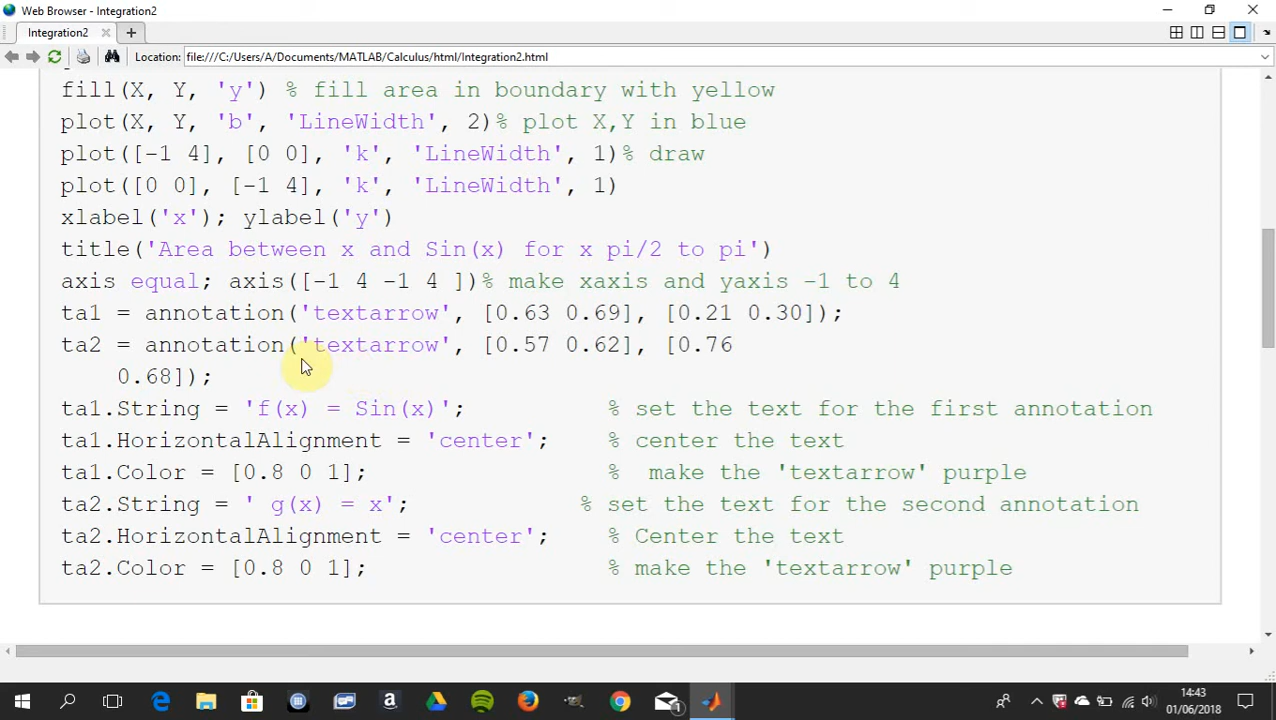 Web Browser - Integration2
Integration2
Location: file:///C:/Users/A/Documents/MATLAB/Calculus/html/Integration2.html
fill(X, Y, 'y') % fill area in boundary with yellow
plot(X, Y, 'b', 'LineWidth', 2)% plot X,Y in blue
plot([-1 4], [0 0], 'k', 'LineWidth', 1)% draw
plot([0 0], [-1 4], 'k', 'LineWidth', 1)
xlabel('x'); ylabel('y')
title('Area between x and Sin(x) for x pi/2 to pi')
axis equal; axis([-1 4 -1 4 ])% make xaxis and yaxis -1 to 4
ta1 = annotation('textarrow', [0.63 0.69], [0.21 0.30]);
ta2 = annotation('textarrow', [0.57 0.62], [0.76
0.68]);
ta1.String = 'f(x) = Sin(x)'; % set the text for the first annotation
ta1.HorizontalAlignment = 'center'; % center the text
ta1.Color = [0.8 0 1]; % make the 'textarrow' purple
ta2.String = ' g(x) = x'; % set the text for the second annotation
ta2.HorizontalAlignment = 'center'; % Center the text
ta2.Color = [0.8 0 1]; % make the 'textarrow' purple
14:43
01/06/2018